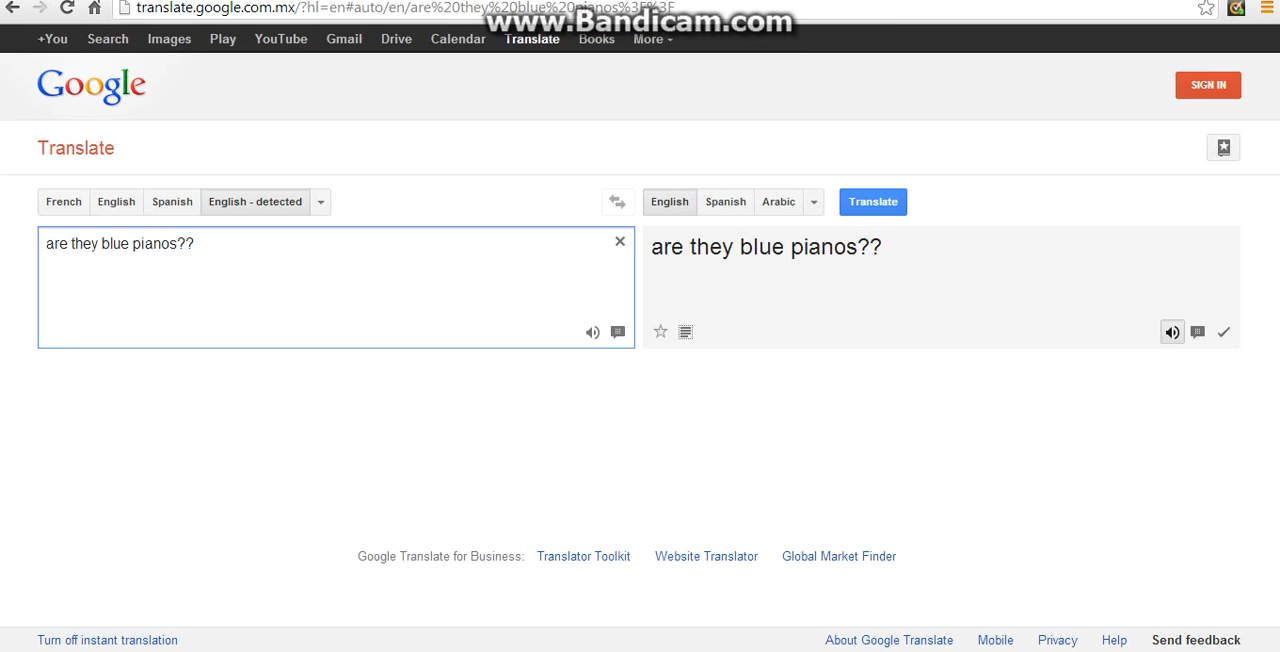 translate.google.com.mx/?hl=en#auto/en/are%20they%20blue%20pianos%3F%3F
www.Bandicam.com
+You Search Images Play YouTube Gmail Drive Calendar Translate Books More
Google
SIGN IN
Translate
French English Spanish English - detected English Spanish Arabic Translate
are they blue pianos??
are they blue pianos??
Google Translate for Business: Translator Toolkit Website Translator Global Market Finder
Turn off instant translation About Google Translate Mobile Privacy Help Send feedback